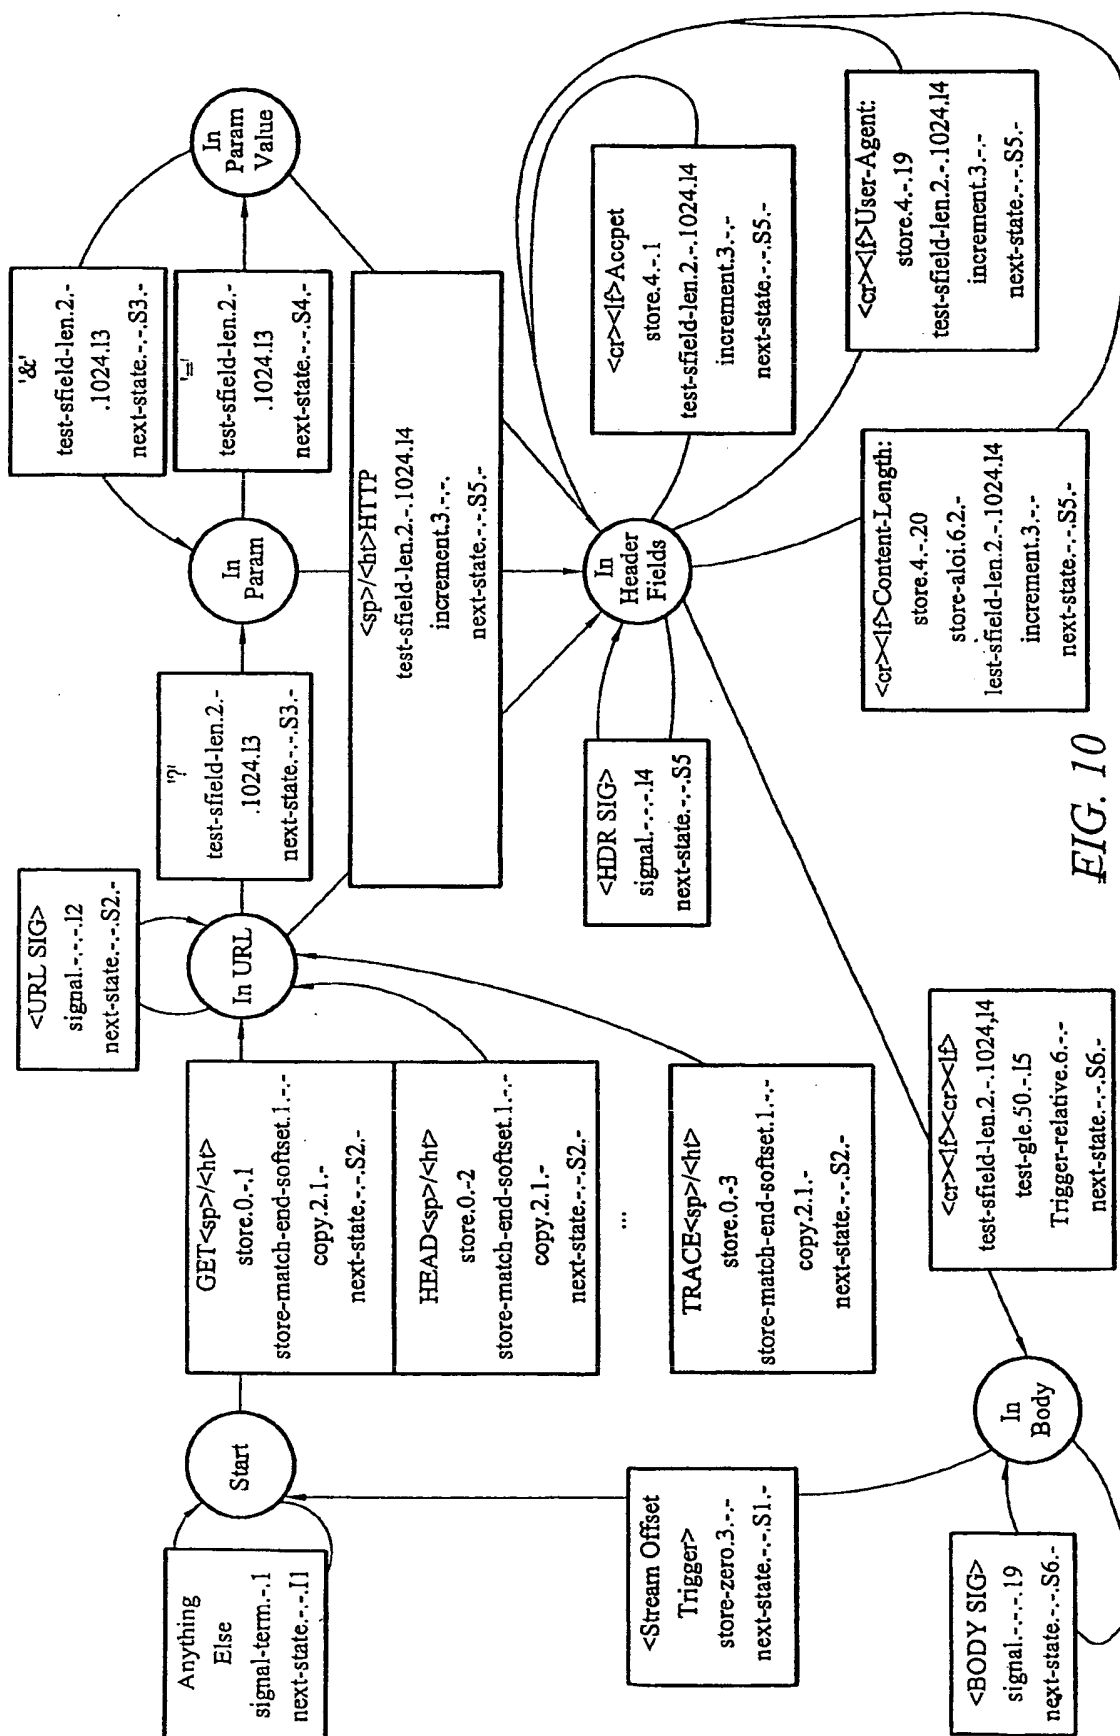 Anything
Else
signal-term.-.1
next-state.-.-.I1
Start
GET<sp>/<ht>
store.0.-.1
store-match-end-softset.1.-.-
copy.2.1.-
next-state.-.-.S2.-
HEAD<sp>/<ht>
store.0.-2
store-match-end-softset.1.-.-
copy.2.1.-
next-state.-.-.S2.-
...
TRACE<sp>/<ht>
store.0.-3
store-match-end-softset.1.-.-
copy.2.1.-
next-state.-.-.S2.-
<URL SIG>
signal.-.-.-.12
next-state.-.-.S2.-
In URL
'?'
test-sfield-len.2.-
.1024.13
next-state.-.-.S3.-
In
Param
'&'
test-sfield-len.2.-
.1024.13
next-state.-.-.S3.-
'='
test-sfield-len.2.-
.1024.13
next-state.-.-.S4.-
In
Param
Value
<sp>/<ht>HTTP
test-sfield-len.2.-.1024.14
increment.3.-.-.
next-state.-.-.S5.-
<HDR SIG>
signal.-.-.-.14
next-state.-.-.S5
In
Header
Fields
<cr><lf>Accpet
store.4.-.1
test-sfield-len.2.-.1024.14
increment.3.-.-
next-state.-.-.S5.-
<cr><lf>User-Agent:
store.4.-.19
test-sfield-len.2.-.1024.14
increment.3.-.-
next-state.-.-.S5.-
<cr><lf>Content-Length:
store.4.-.20
store-aloi.6.2.-
lest-sfield-len.2.-.1024.14
increment.3.-.-
next-state.-.-.S5.-
<Stream Offset
Trigger>
store-zero.3.-.-
next-state.-.-.S1.-
In
Body
<cr><lf><cr><lf>
test-sfield-len.2.-.1024,14
test-gle.50.-.15
Trigger-relative.6.-.-
next-state.-.-.S6.-
<BODY SIG>
signal.-.-.-.19
next-state.-.-.S6.-
FIG. 10